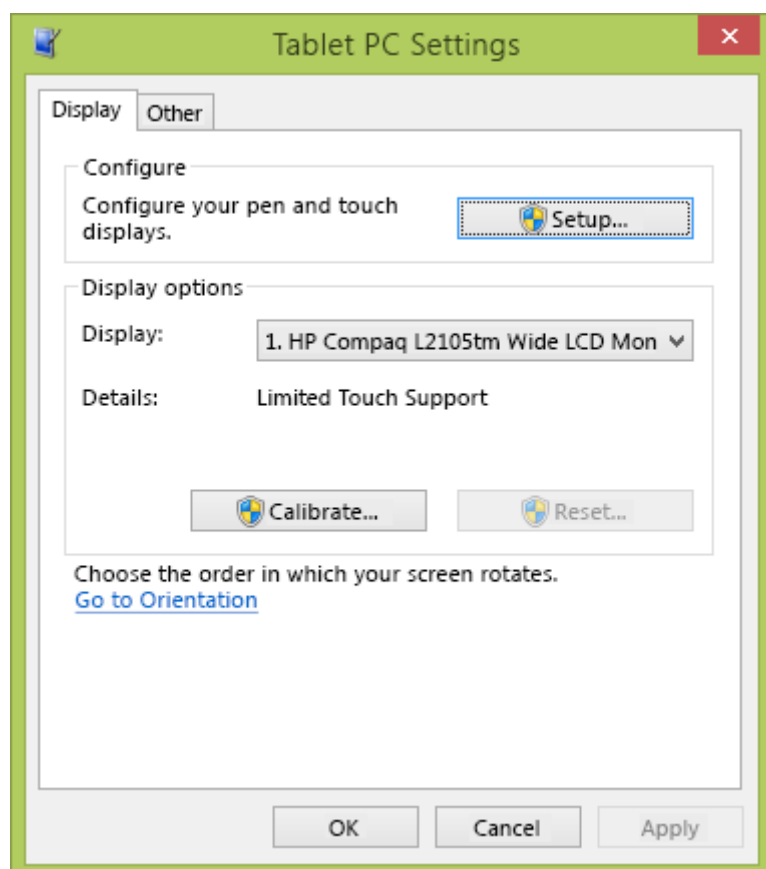 Tablet PC Settings
Display
Other
Configure
Configure your pen and touch
displays.
Setup...
Display options
Display:
1. HP Compaq L2105tm Wide LCD Mon
Details:
Limited Touch Support
Calibrate...
Reset...
Choose the order in which your screen rotates.
Go to Orientation
OK
Cancel
Apply